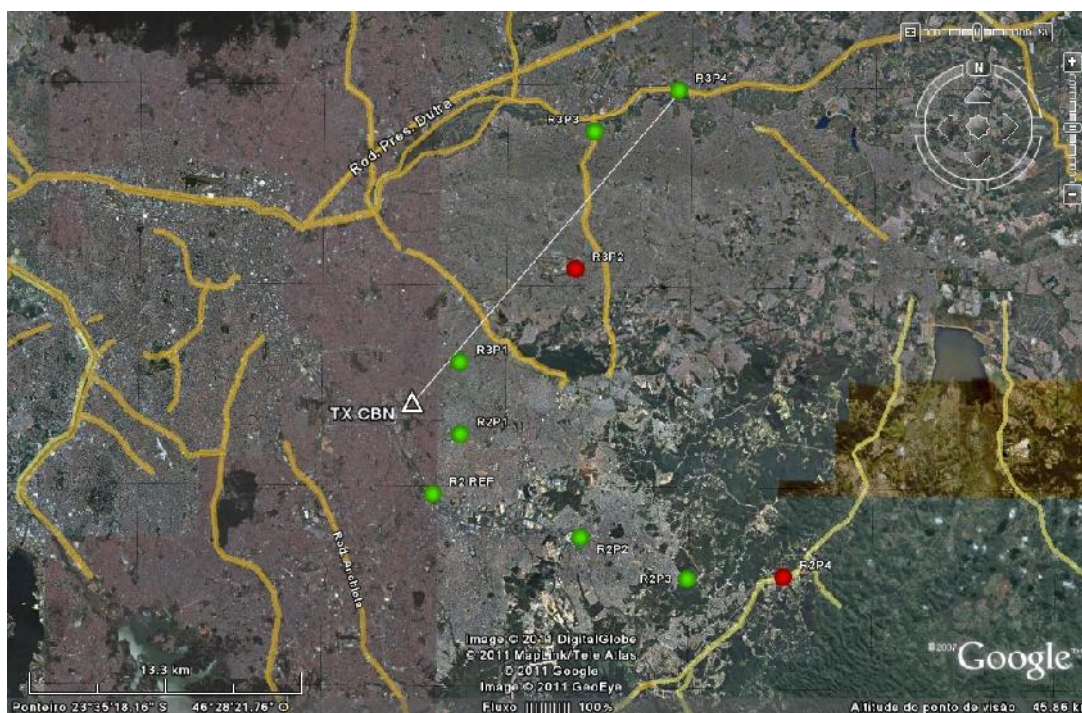 N
R3P4
Rod. Pres. Dutra
R3P3
R3P2
R3P1
TX CBN
R2P1
R2 REF
R2P2
R2P3
R2P4
Rod. Anchieta
Image © 2011 DigitalGlobe
© 2011 MapLink/Tele Atlas
© 2011 Google
Image © 2011 GeoEye
©2007 Google™
13.3 km
Ponteiro 23°35'18.16" S 46°28'21.76" O
Fluxo ||||||||| 100%
Altitude do ponto de visão 45.86 k